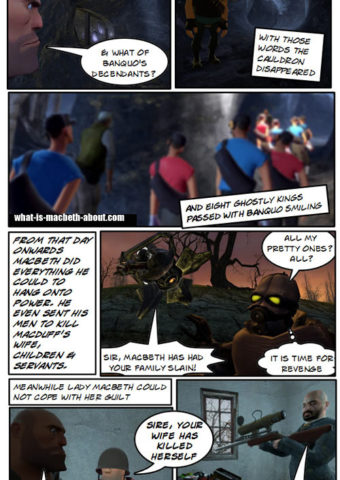 & WHAT OF
BANQUO'S
DECENDANTS?
WITH THOSE
WORDS THE
CAULDRON
DISAPPEARED
what-is-macbeth-about.com
AND EIGHT GHOSTLY KINGS
PASSED WITH BANQUO SMILING
FROM THAT DAY
ONWARDS
MACBETH DID
EVERYTHING HE
COULD TO
HANG ONTO
POWER. HE
EVEN SENT HIS
MEN TO KILL
MACDUFF'S
WIFE,
CHILDREN &
SERVANTS.
SIR, MACBETH HAS HAD
YOUR FAMILY SLAIN!
ALL MY
PRETTY ONES?
ALL?
IT IS TIME FOR
REVENGE
MEANWHILE LADY MACBETH COULD
NOT COPE WITH HER GUILT
SIRE, YOUR
WIFE HAS
KILLED
HERSELF